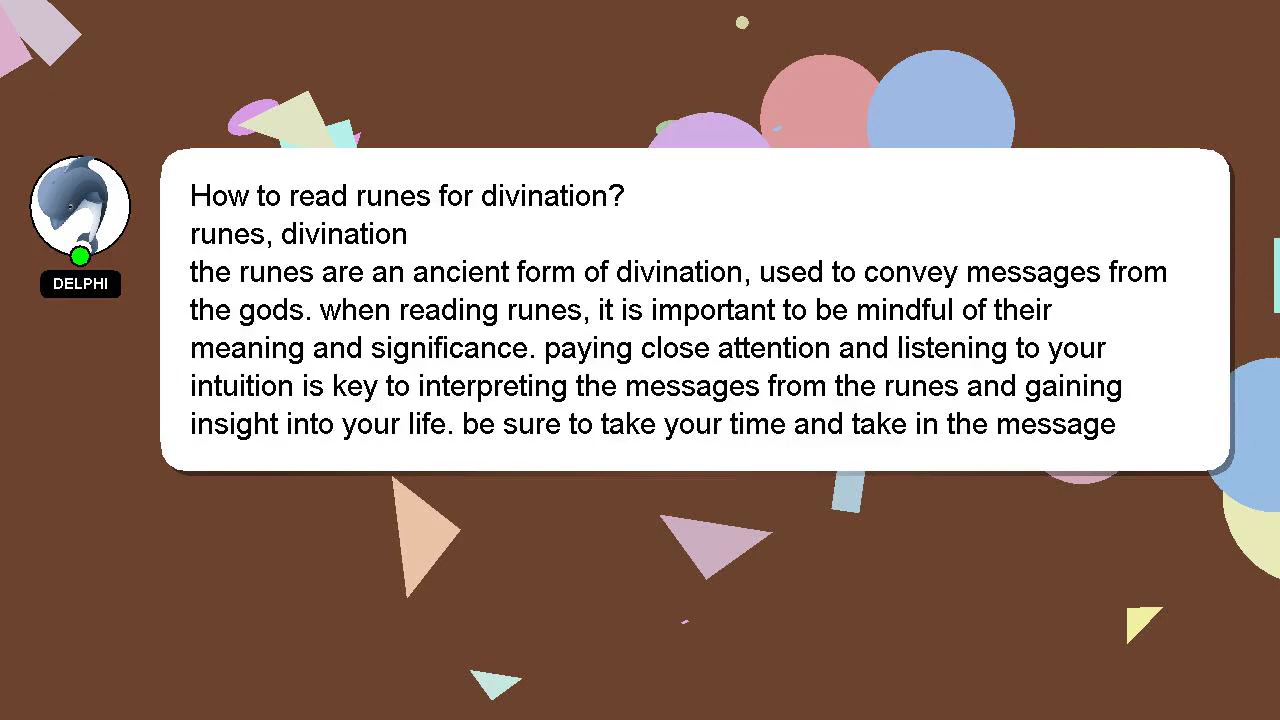 How to read runes for divination?
runes, divination
the runes are an ancient form of divination, used to convey messages from
the gods. when reading runes, it is important to be mindful of their
meaning and significance. paying close attention and listening to your
intuition is key to interpreting the messages from the runes and gaining
insight into your life. be sure to take your time and take in the message
DELPHI